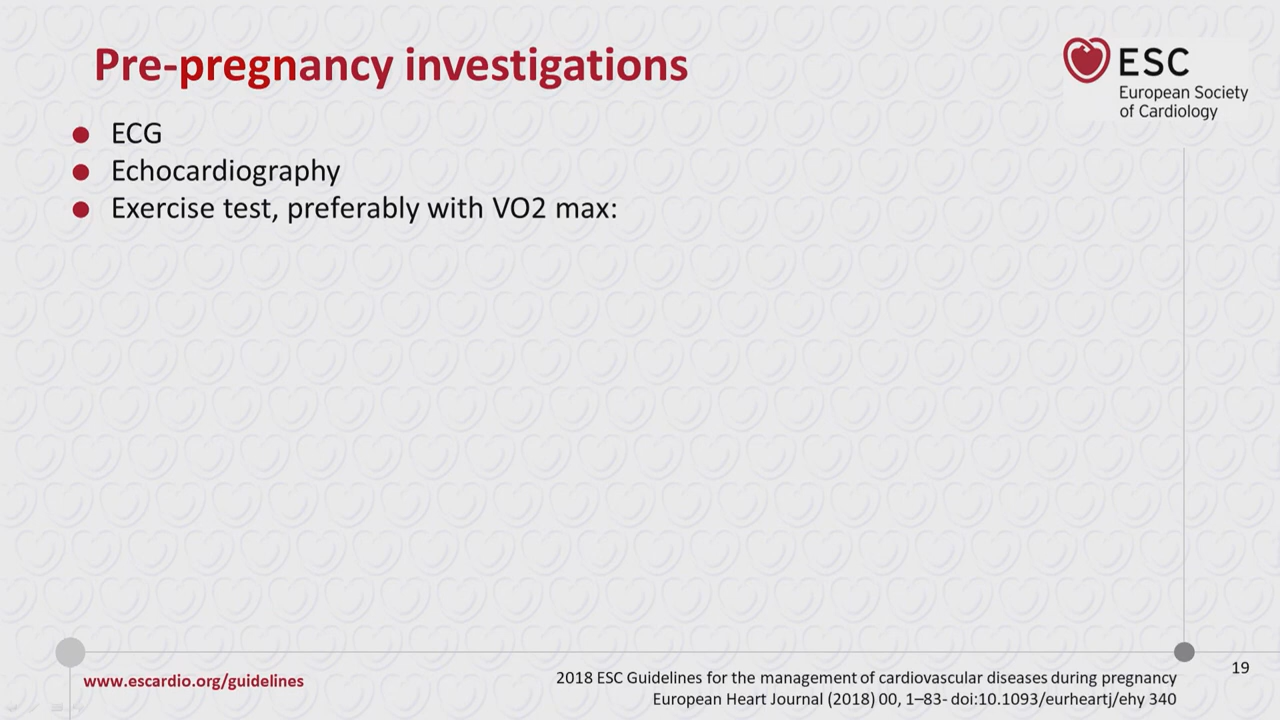 Pre-pregnancy investigations
ESC
European Society
of Cardiology
ECG
Echocardiography
Exercise test, preferably with VO2 max:
www.escardio.org/guidelines
2018 ESC Guidelines for the management of cardiovascular diseases during pregnancy
European Heart Journal (2018) 00, 1–83- doi:10.1093/eurheartj/ehy 340
19